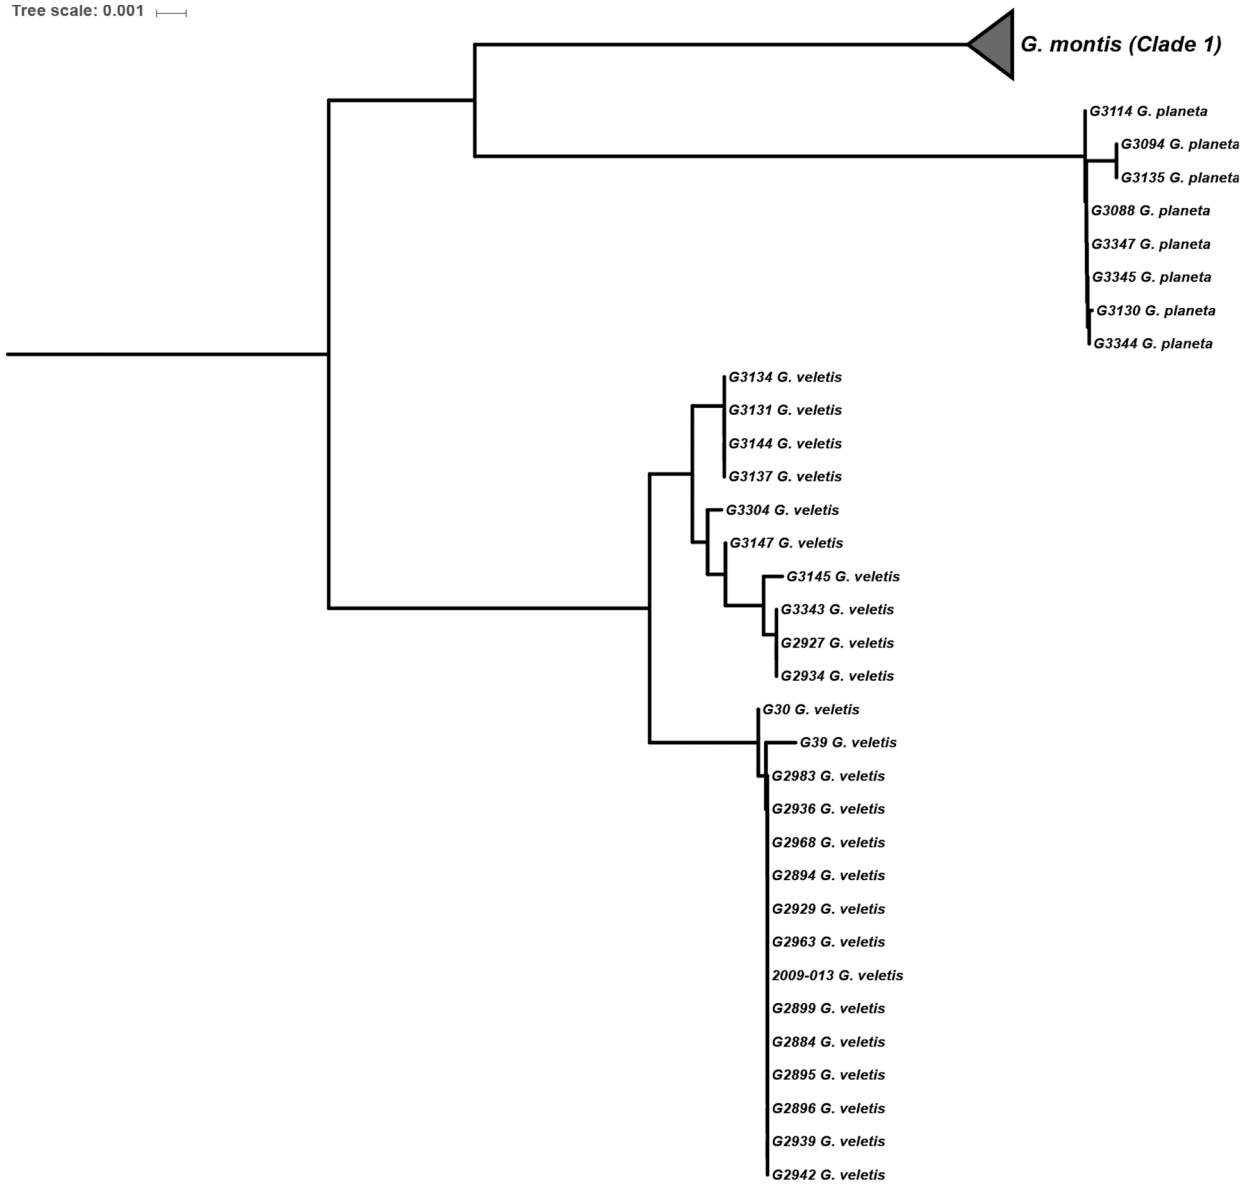 Tree scale: 0.001
G. montis (Clade 1)
G3114 G. planeta
G3094 G. planeta
G3135 G. planeta
G3088 G. planeta
G3347 G. planeta
G3345 G. planeta
G3130 G. planeta
G3344 G. planeta
G3134 G. veletis
G3131 G. veletis
G3144 G. veletis
G3137 G. veletis
G3304 G. veletis
G3147 G. veletis
G3145 G. veletis
G3343 G. veletis
G2927 G. veletis
G2934 G. veletis
G30 G. veletis
G39 G. veletis
G2983 G. veletis
G2936 G. veletis
G2968 G. veletis
G2894 G. veletis
G2929 G. veletis
G2963 G. veletis
2009-013 G. veletis
G2899 G. veletis
G2884 G. veletis
G2895 G. veletis
G2896 G. veletis
G2939 G. veletis
G2942 G. veletis